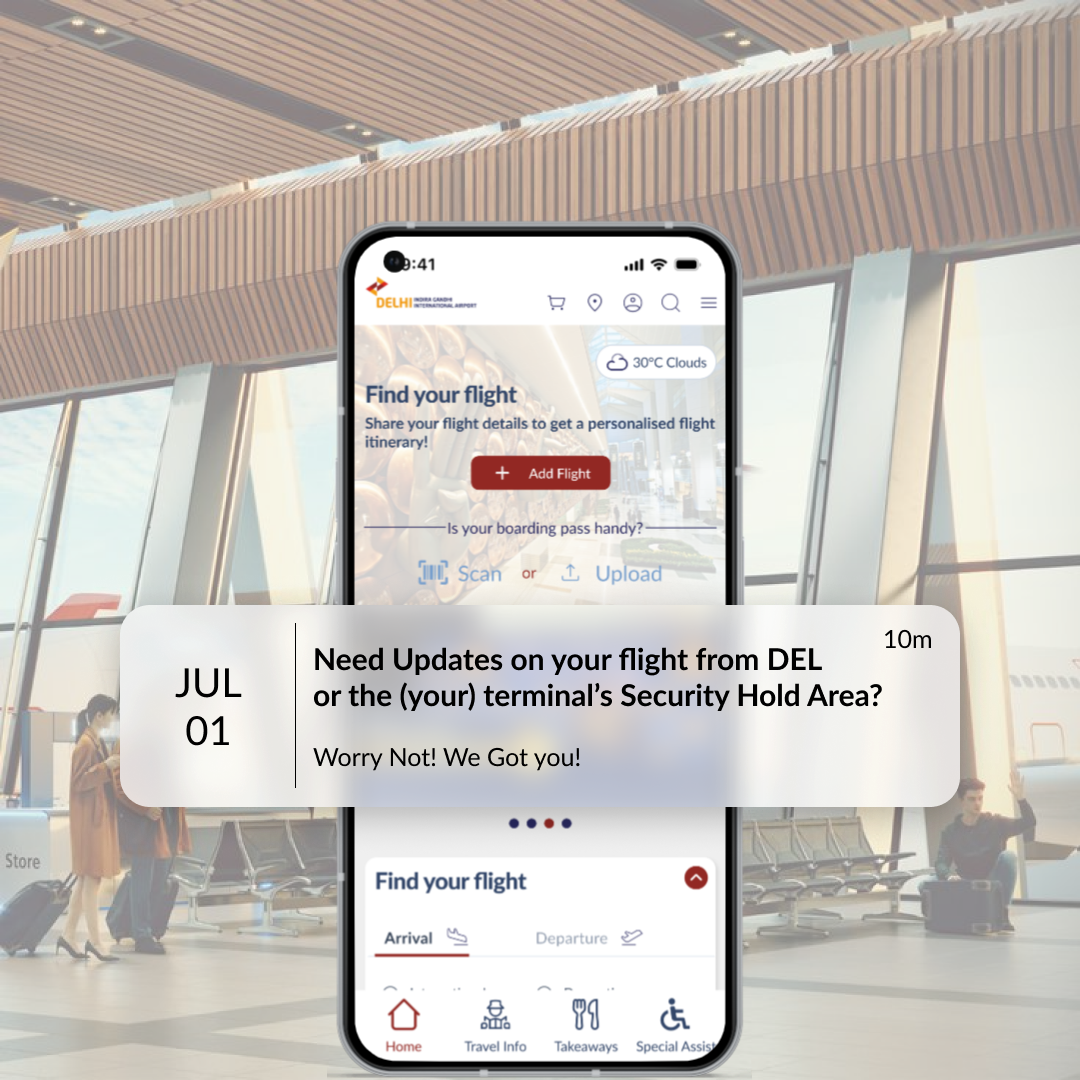 9:41
DELHI INDIRA GANDHI
INTERNATIONAL AIRPORT
30°C Clouds
Find your flight
Share your flight details to get a personalised flight
itinerary!
+ Add Flight
Is your boarding pass handy?
Scan or Upload
10m
JUL
01
Need Updates on your flight from DEL
or the (your) terminal’s Security Hold Area?
Worry Not! We Got you!
Store
Find your flight
Arrival Departure
Home Travel Info Takeaways Special Assist